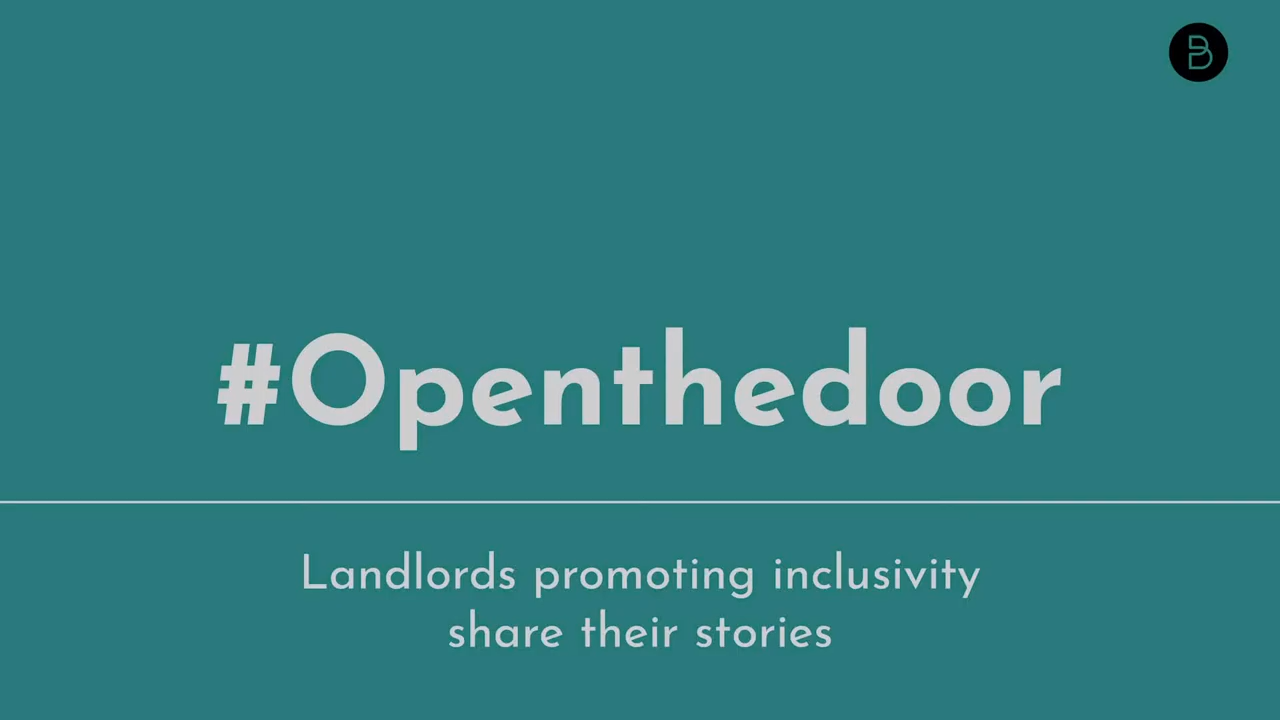 B
#Openthedoor
Landlords promoting inclusivity
share their stories